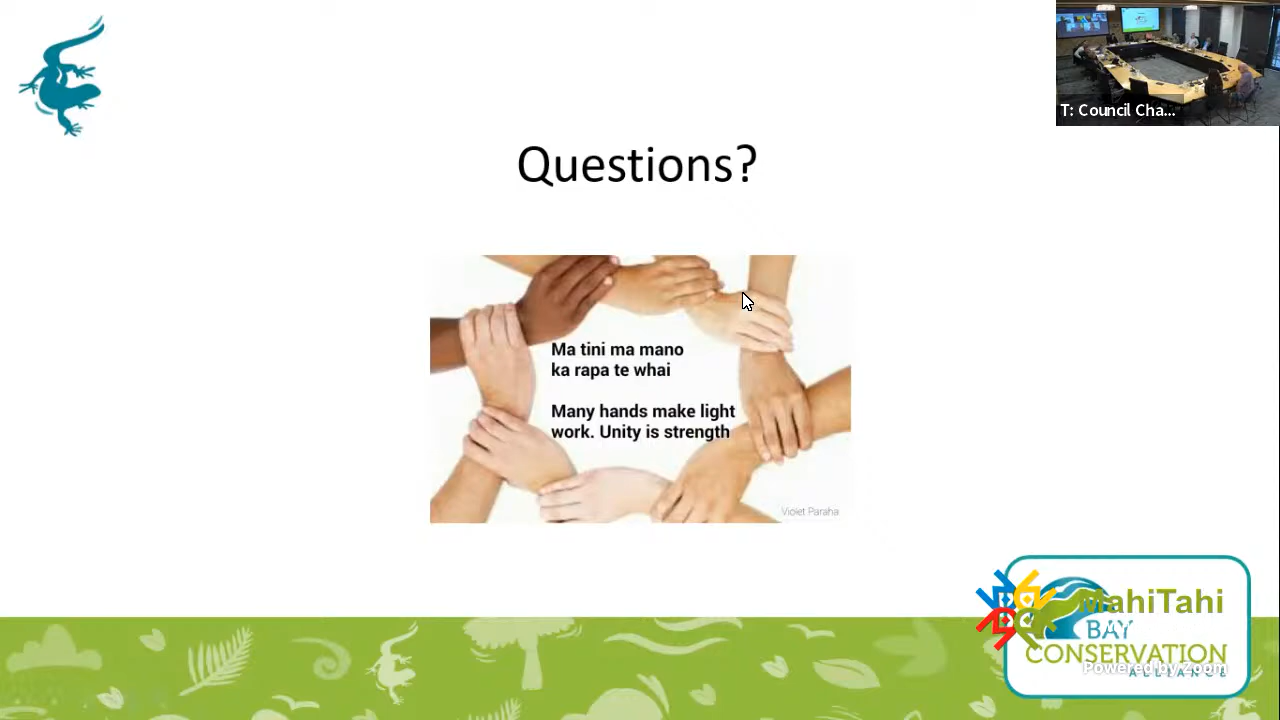 T: Council Cha...
Questions?
Ma tini ma mano
ka rapa te whai
Many hands make light
work. Unity is strength
Violet Paraha
MahiTahi
BAY
CONSERVATION
ALLIANCE
Powered by Zoom